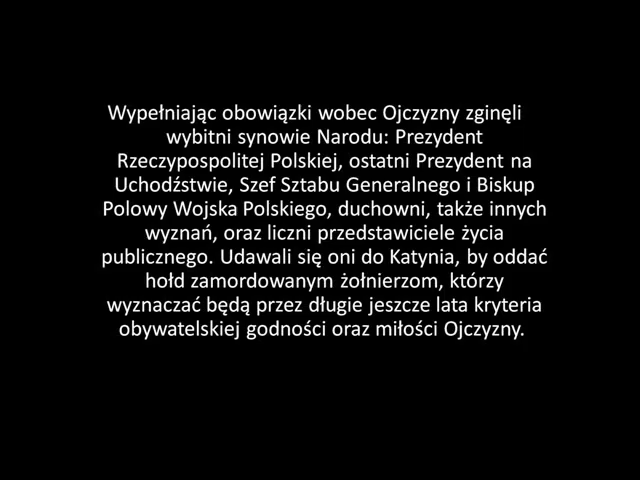 Wypełniając obowiązki wobec Ojczyzny zginęli
wybitni synowie Narodu: Prezydent
Rzeczypospolitej Polskiej, ostatni Prezydent na
Uchodźstwie, Szef Sztabu Generalnego i Biskup
Polowy Wojska Polskiego, duchowni, także innych
wyznań, oraz liczni przedstawiciele życia
publicznego. Udawali się oni do Katynia, by oddać
hołd zamordowanym żołnierzom, którzy
wyznaczać będą przez długie jeszcze lata kryteria
obywatelskiej godności oraz miłości Ojczyzny.